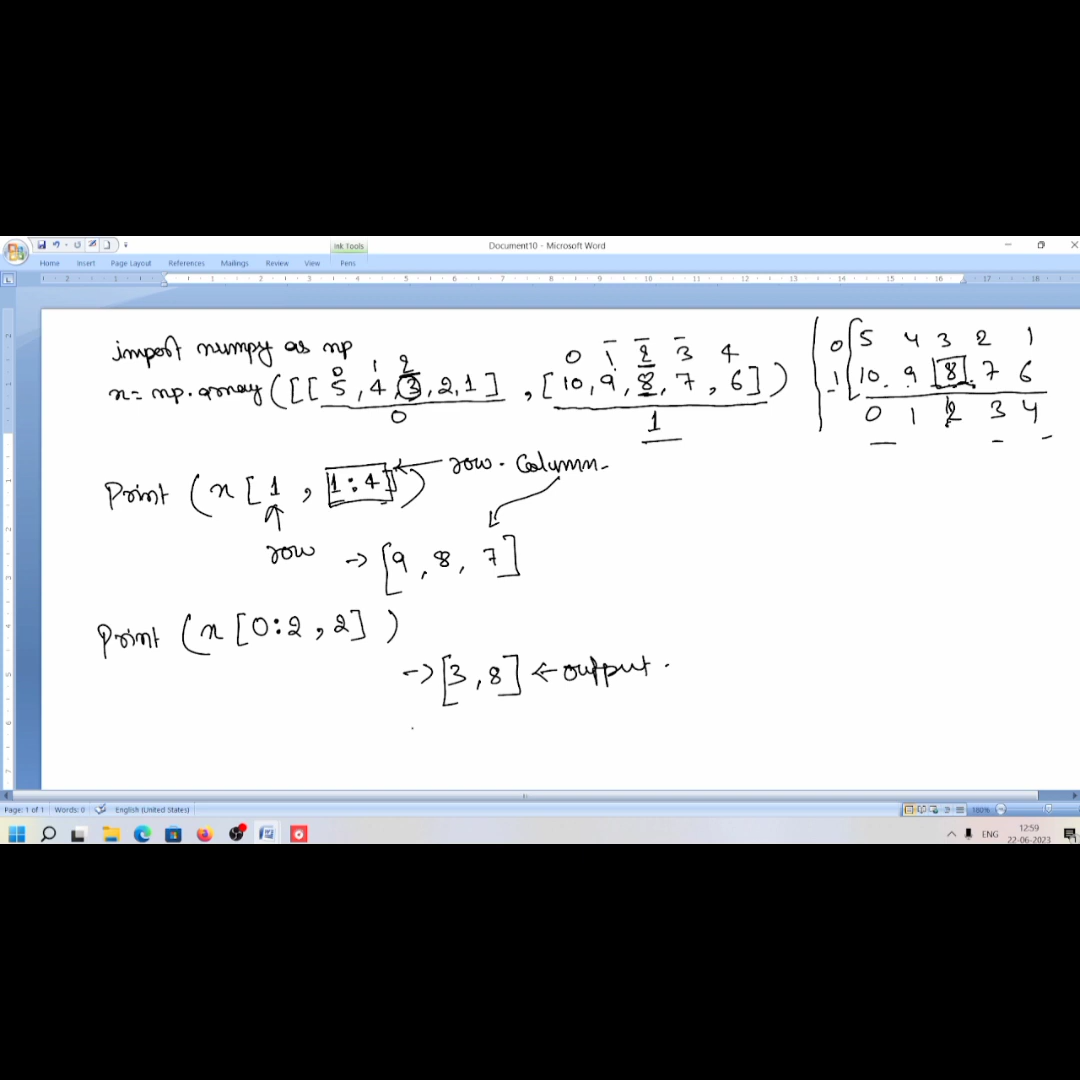 Document10 - Microsoft Word
Ink Tools
Home Insert Page Layout References Mailings Review View Pens
import numpy as np
0 1 2
0 1 2 3 4
x= np.array ([[ 5, 4, 3, 2, 1 ] , [ 10, 9, 8, 7, 6 ] )
0
1
0 5 4 3 2 1
1 10 9 8 7 6
0 1 2 3 4
Print (x [ 1 , 1:4 ] ) row. Column
row
-> [ 9, 8, 7 ]
Print (x [ 0:2 , 2 ] )
-> [ 3, 8 ] <- output.
Page: 1 of 1 Words: 0 English (United States)
100%
ENG
12:59
22-06-2023